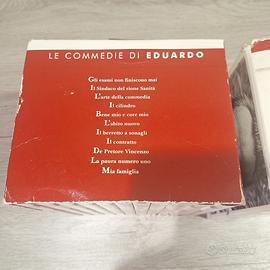 LE COMMEDIE DI EDUARDO
Gli esami non finiscono mai
Il Sindaco del rione Sanità
L'arte della commedia
Il cilindro
Bene mio e core mio
L'abito nuovo
Il berretto a sonagli
Il contratto
De Pretore Vincenzo
La paura numero uno
Mia famiglia
subito